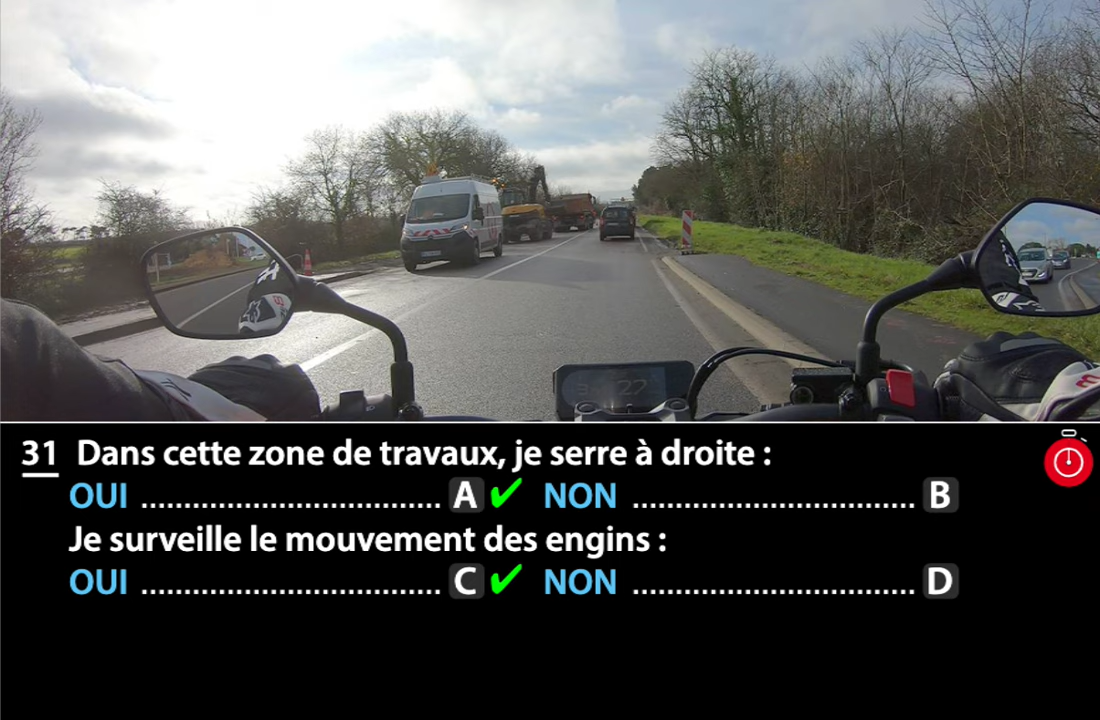 22
31 Dans cette zone de travaux, je serre à droite :
OUI .................................. A ✔ NON ................................ B
Je surveille le mouvement des engins :
OUI .................................. C ✔ NON ................................ D